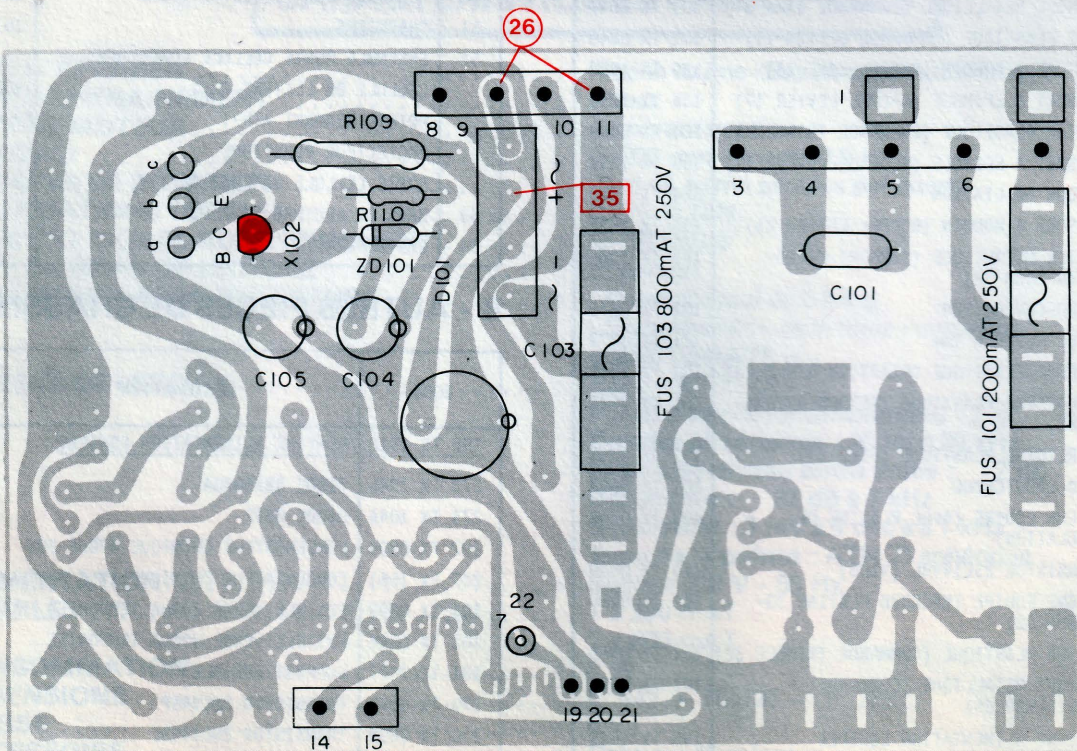 26
8
9
10
11
R109
35
~
+
−
~
R110
ZD101
X102
c
b
a
E
C
B
D101
C105
C104
C103
FUS 103 800mAT 250V
1
3
4
5
6
C101
FUS 101 200mAT 250V
22
7
19 20 21
14
15